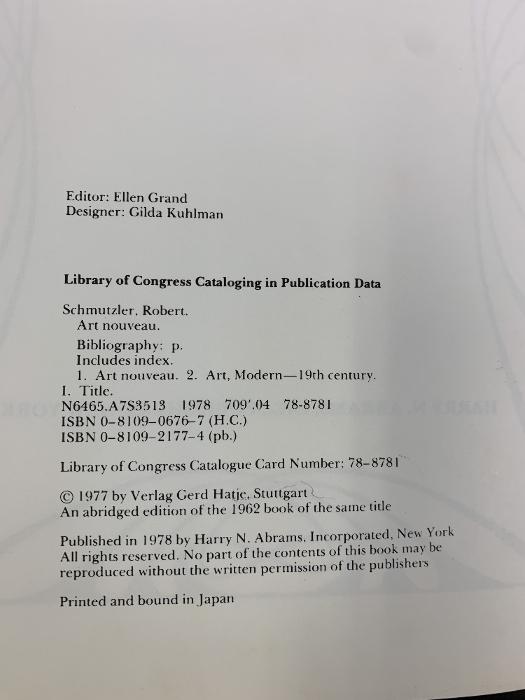 Editor: Ellen Grand
Designer: Gilda Kuhlman
Library of Congress Cataloging in Publication Data
Schmutzler, Robert.
Art nouveau.
Bibliography: p.
Includes index.
1. Art nouveau. 2. Art, Modern—19th century.
I. Title.
N6465.A7S3513 1978 709'.04 78-8781
ISBN 0-8109-0676-7 (H.C.)
ISBN 0-8109-2177-4 (pb.)
Library of Congress Catalogue Card Number: 78-8781
© 1977 by Verlag Gerd Hatje, Stuttgart
An abridged edition of the 1962 book of the same title
Published in 1978 by Harry N. Abrams, Incorporated, New York
All rights reserved. No part of the contents of this book may be
reproduced without the written permission of the publishers
Printed and bound in Japan